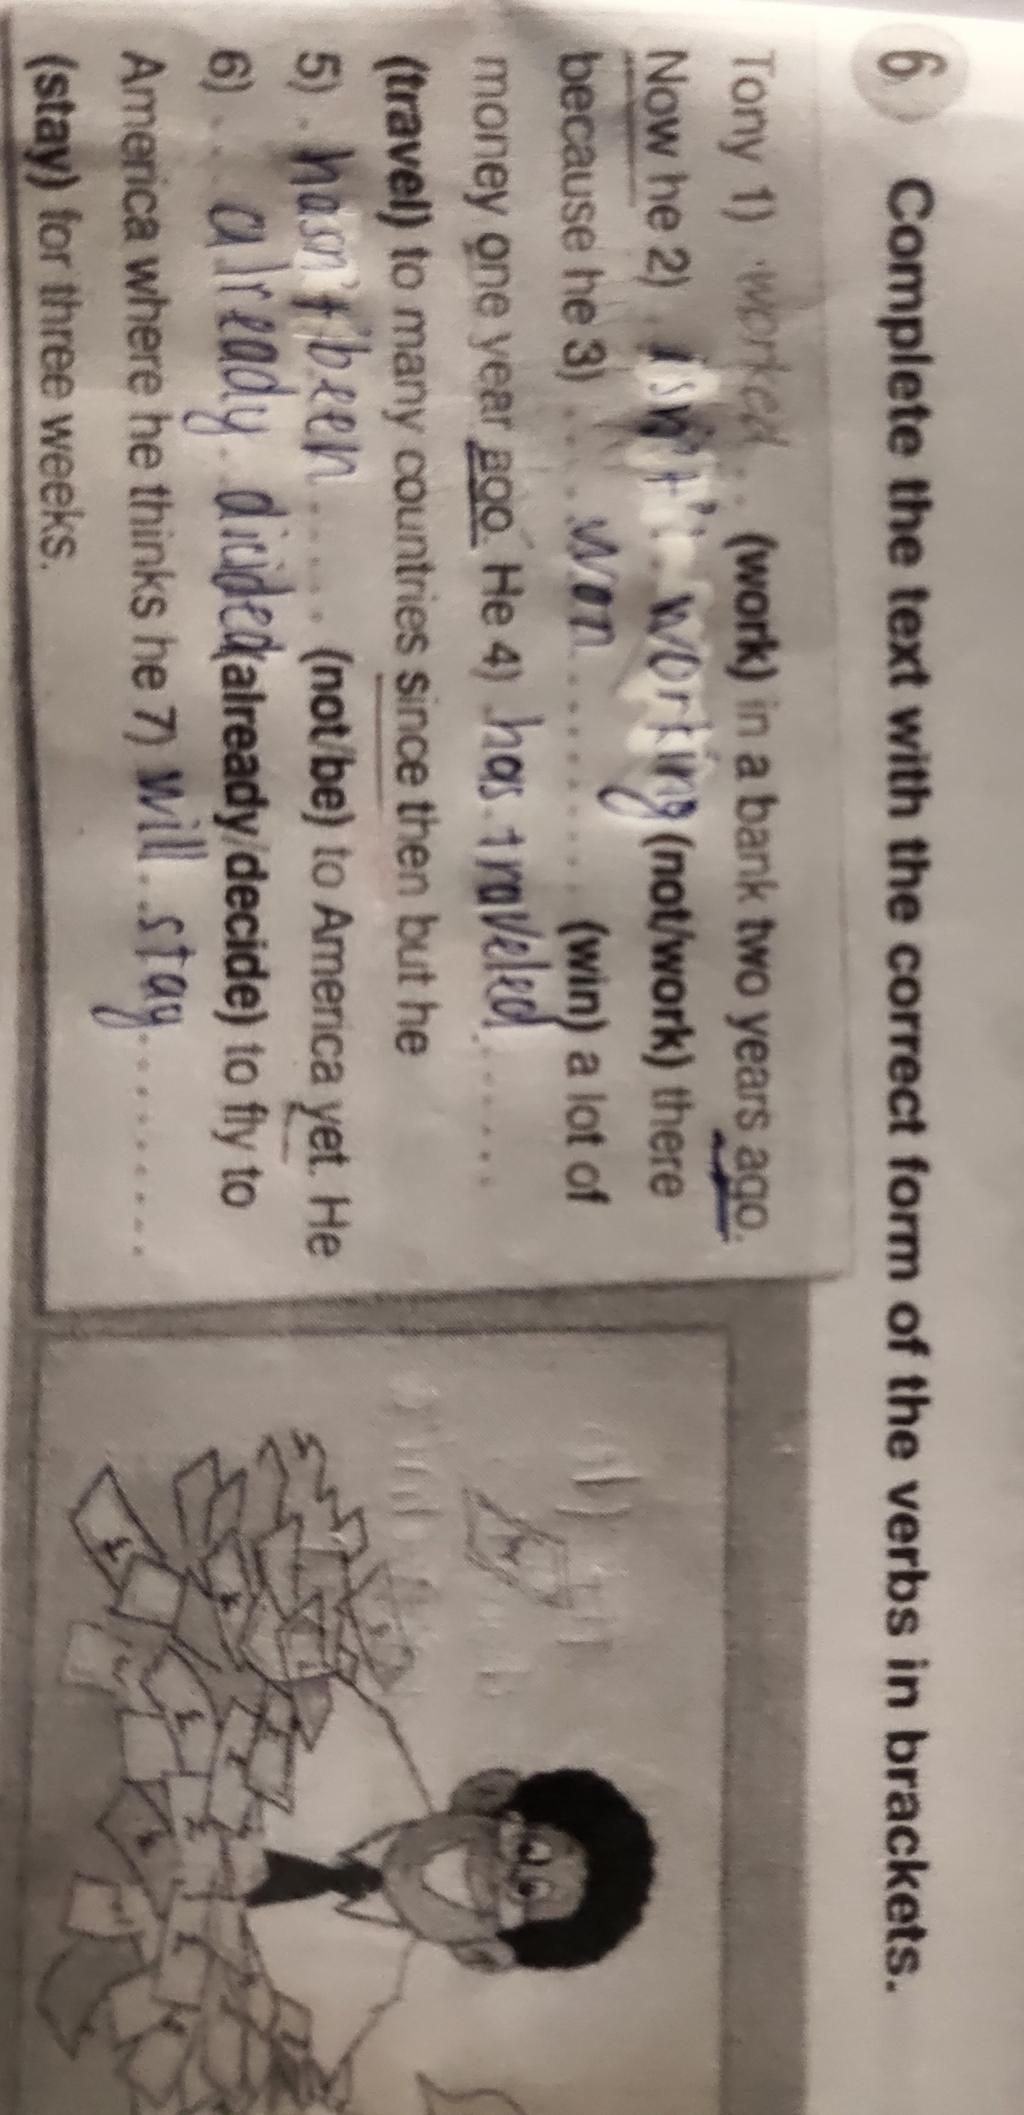 6 Complete the text with the correct form of the verbs in brackets.
Tony 1) worked (work) in a bank two years ago.
Now he 2) isn't working (not/work) there
because he 3) won (win) a lot of
money one year ago. He 4) has traveled
(travel) to many countries since then but he
5) hasn't been (not/be) to America yet. He
6) already dicided (already/decide) to fly to
America where he thinks he 7) will stay
(stay) for three weeks.